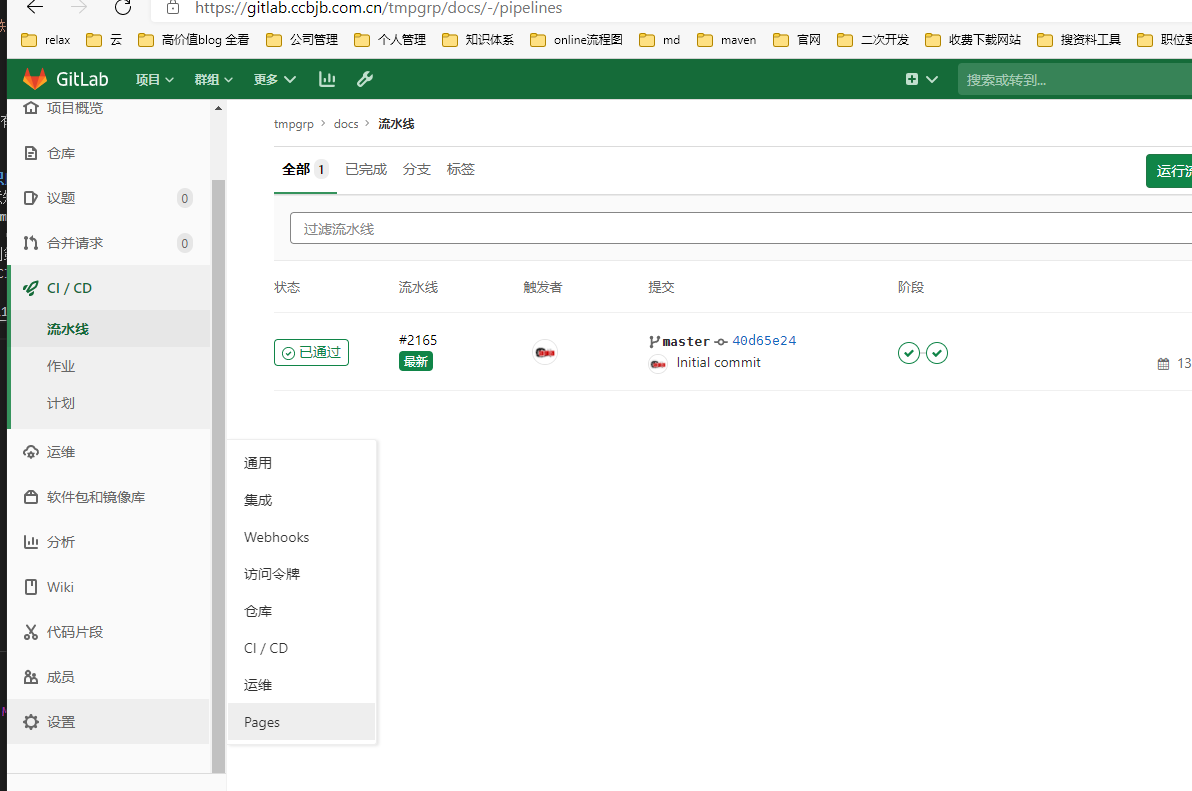 https://gitlab.ccbjb.com.cn/tmpgrp/docs/-/pipelines
relax 云 高价值blog 全看 公司管理 个人管理 知识体系 online流程图 md maven 官网 二次开发 收费下载网站 搜资料工具 职位要
GitLab 项目 群组 更多 搜索或转到...
项目概览
仓库
议题 0
合并请求 0
CI / CD
流水线
作业
计划
运维
软件包和镜像库
分析
Wiki
代码片段
成员
设置
tmpgrp > docs > 流水线
全部 1 已完成 分支 标签
运行流
过滤流水线
状态 流水线 触发者 提交 阶段
已通过 #2165 master 40d65e24
最新 Initial commit 13
通用
集成
Webhooks
访问令牌
仓库
CI / CD
运维
Pages